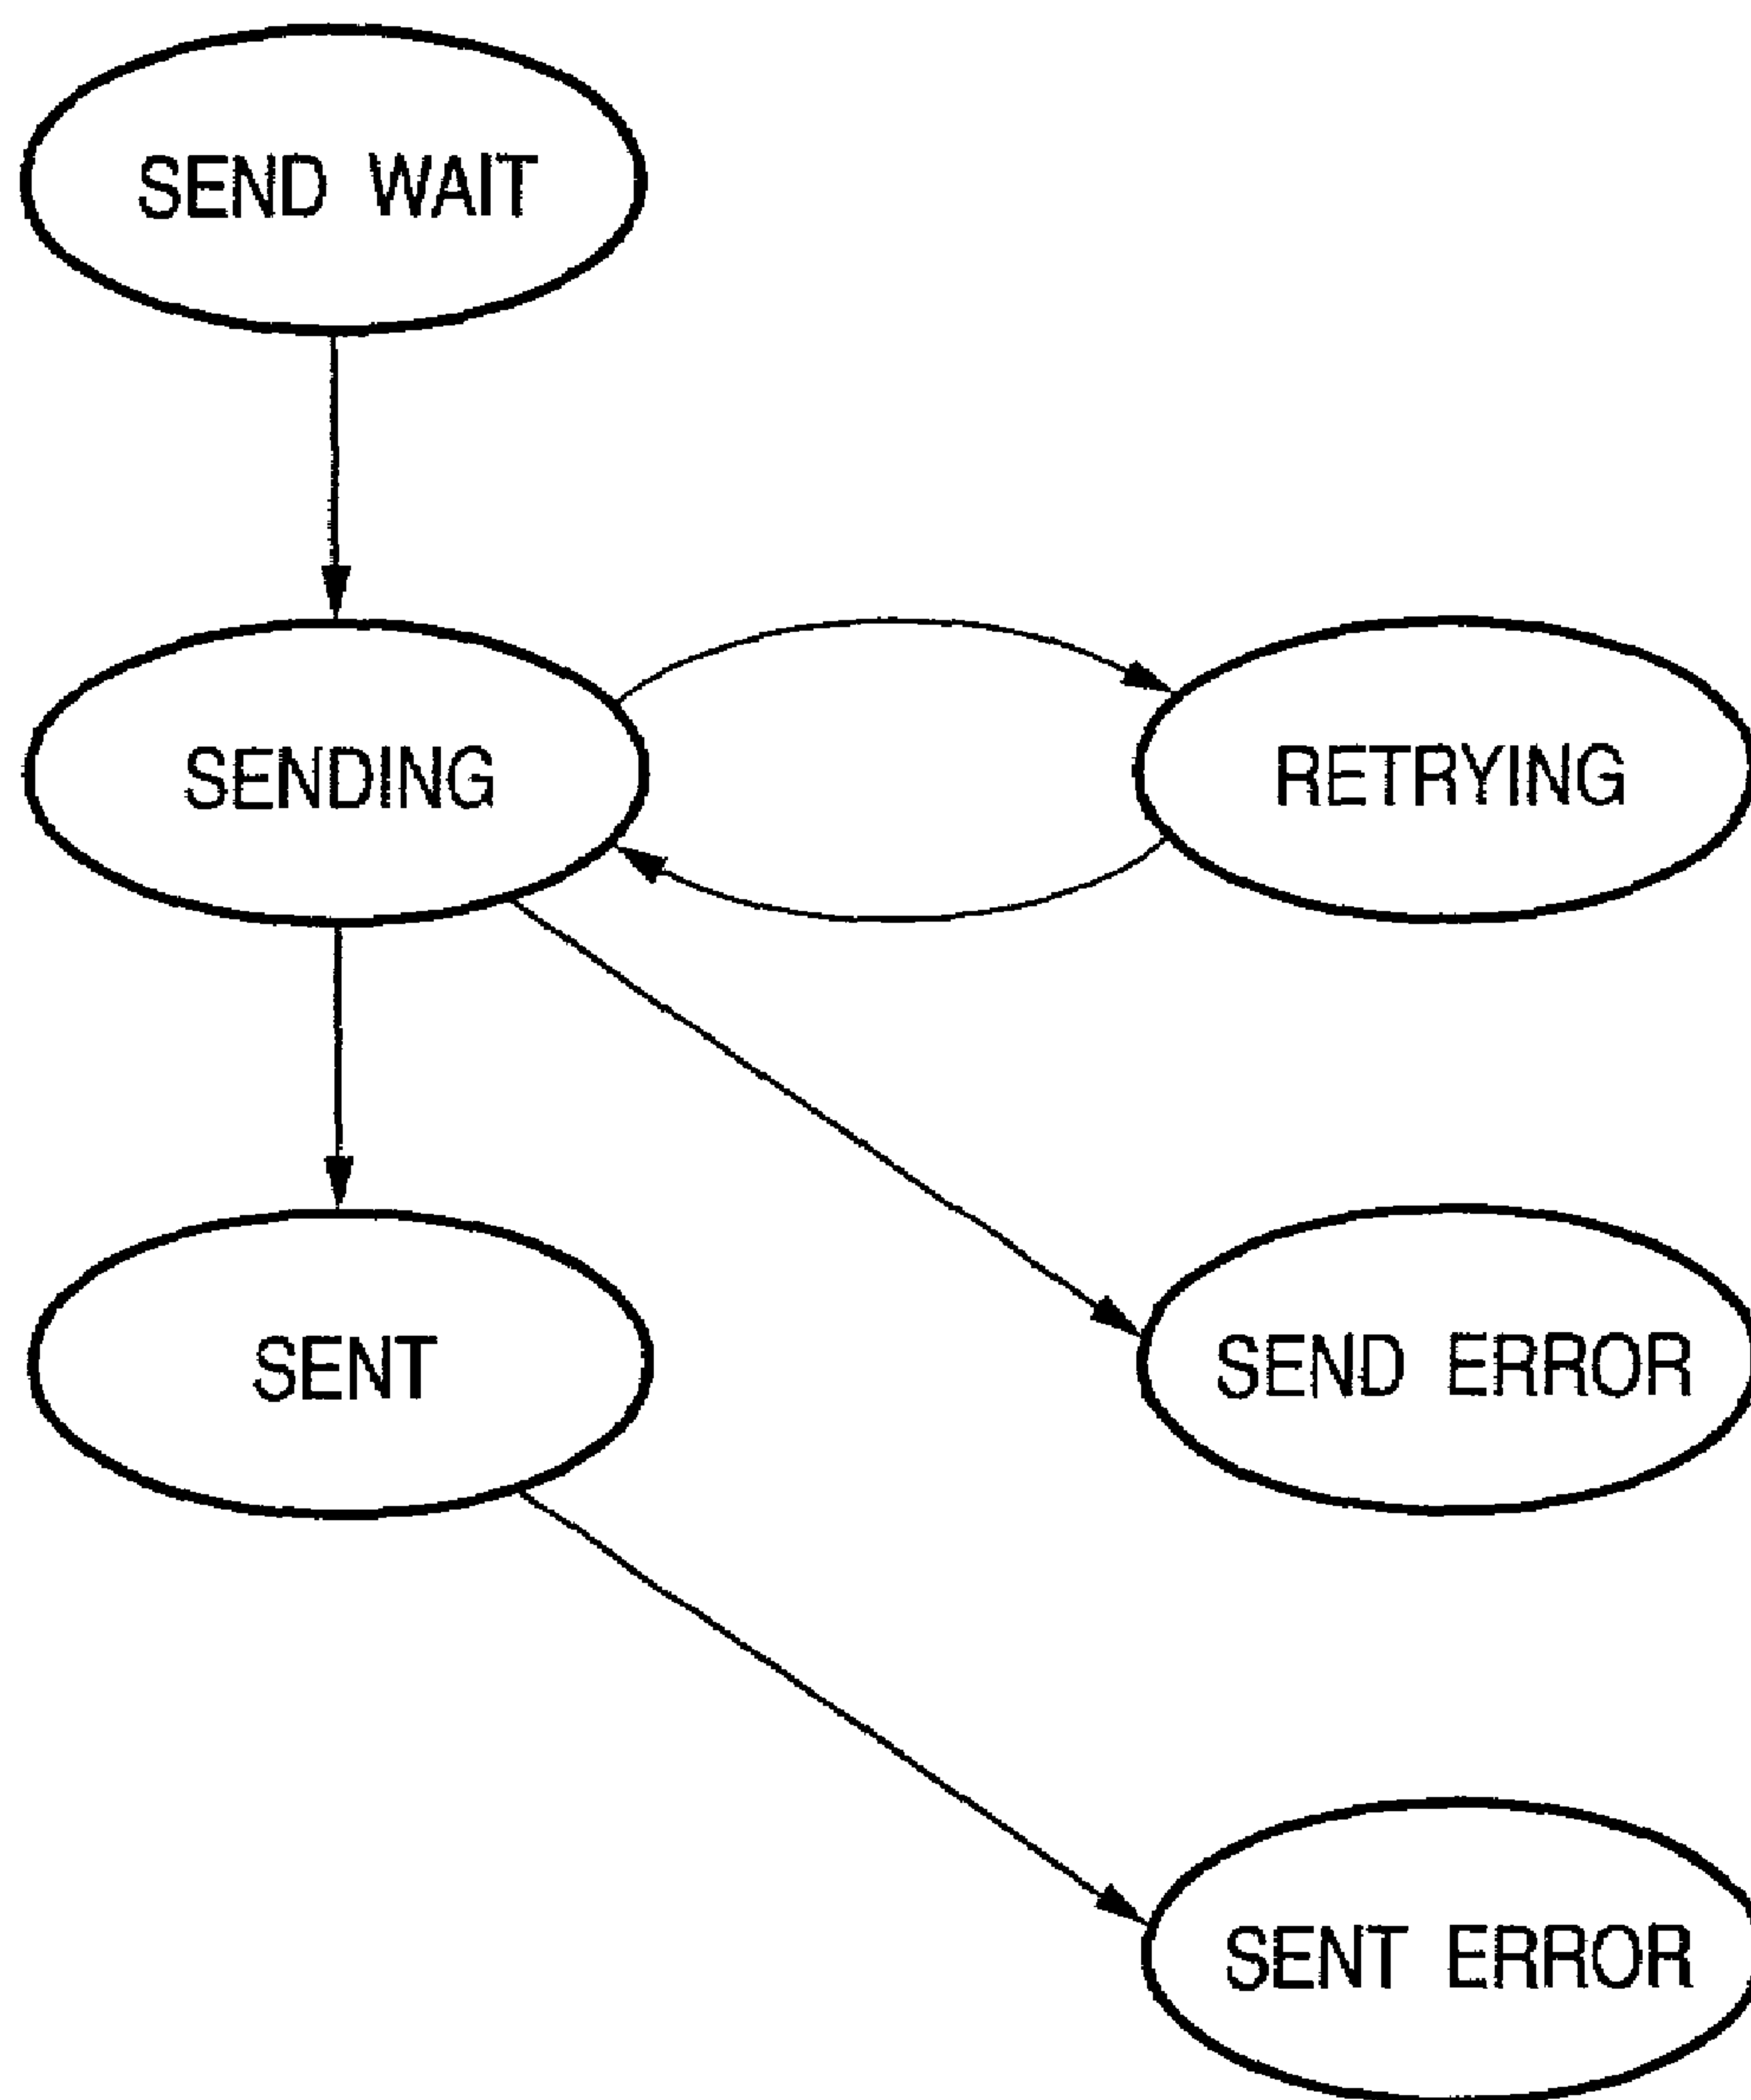 SEND WAIT
SENDING
RETRYING
SENT
SEND ERROR
SENT ERROR